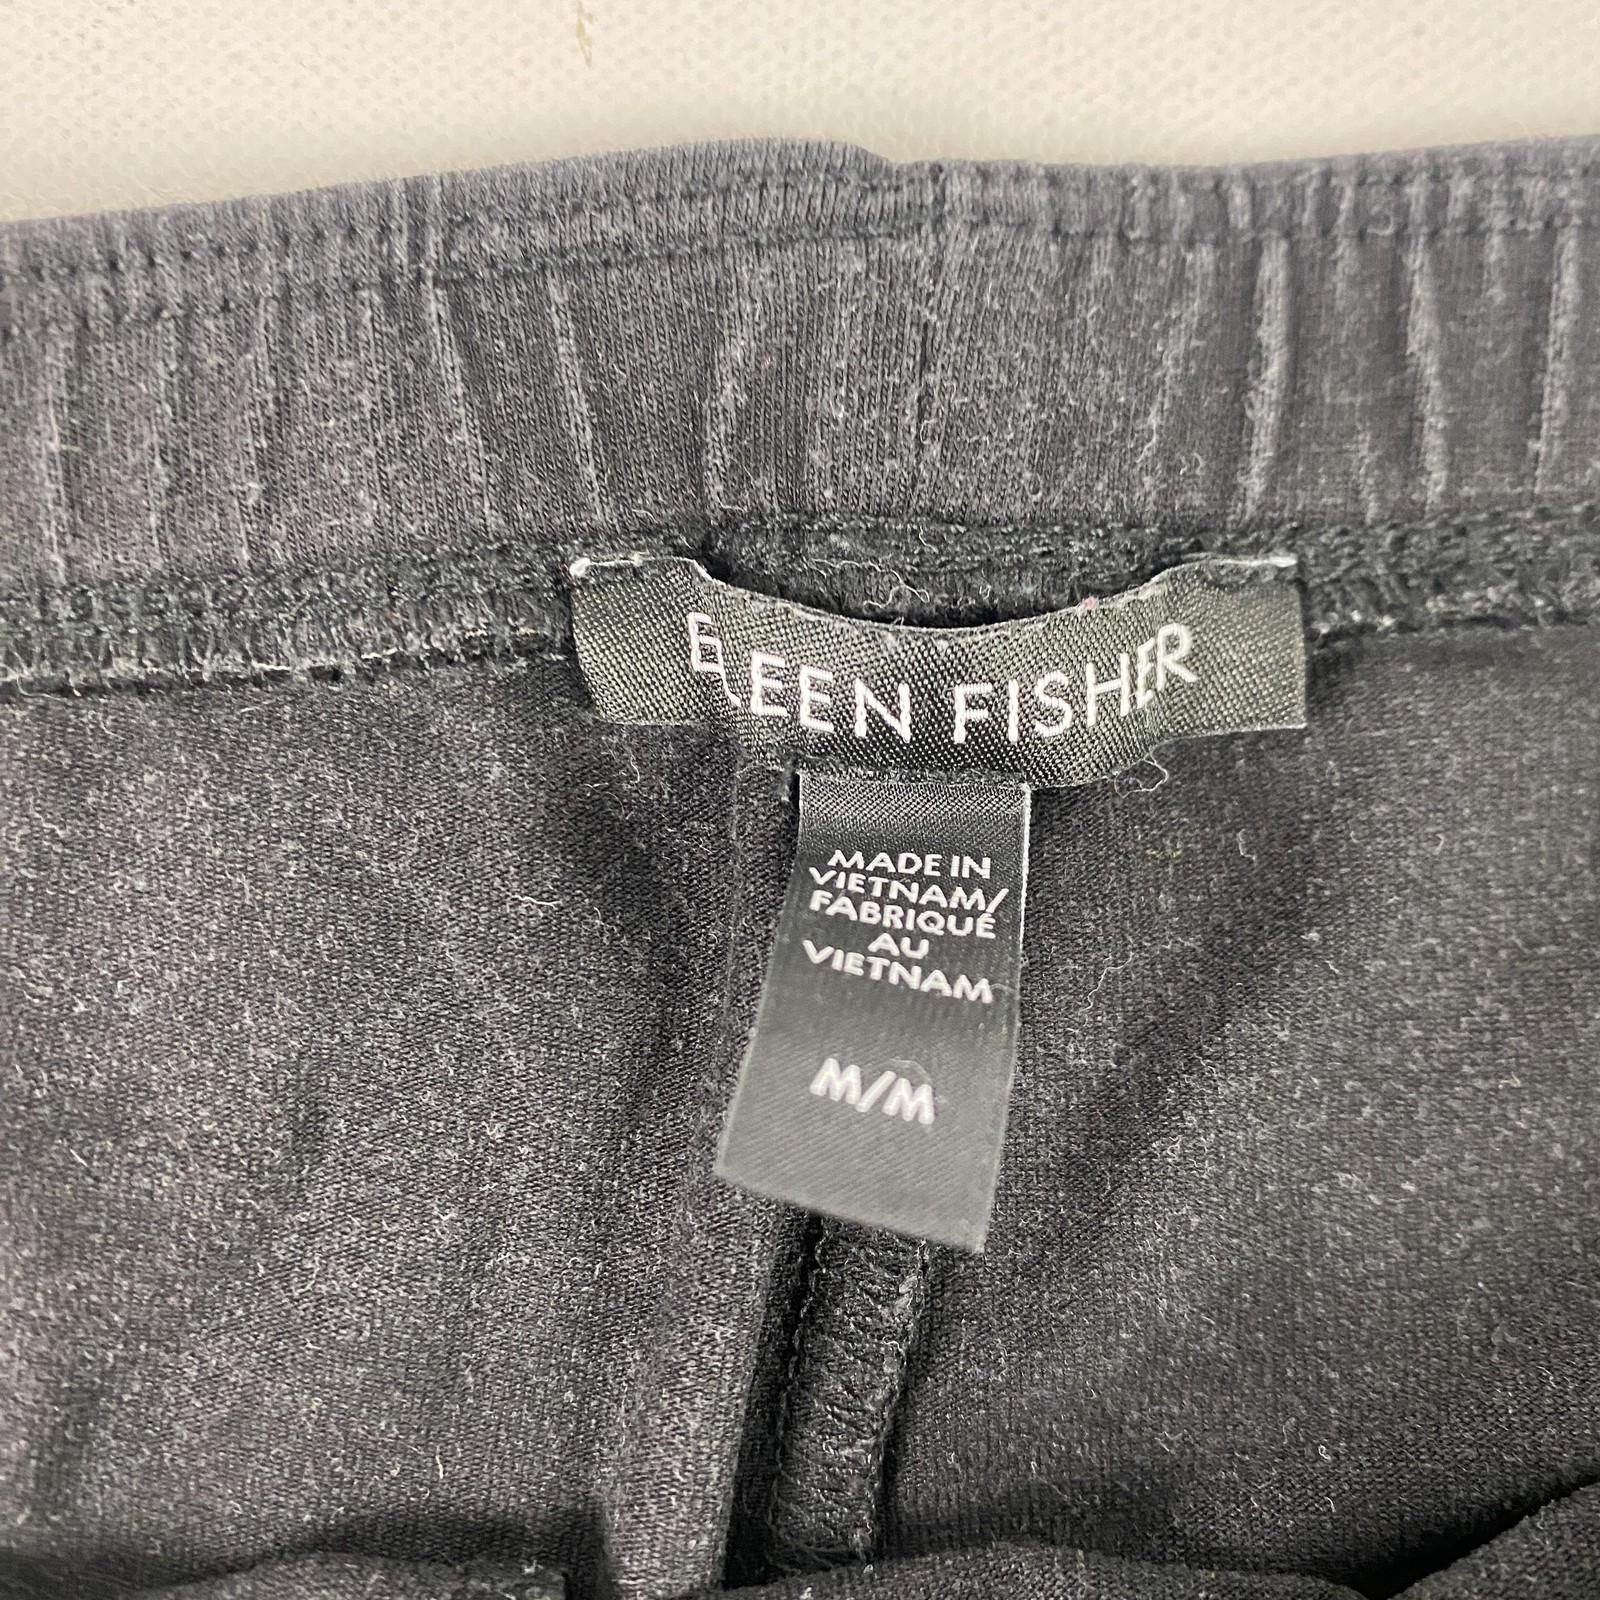 EILEEN FISHER
MADE IN
VIETNAM/
FABRIQUÉ
AU
VIETNAM
M/M